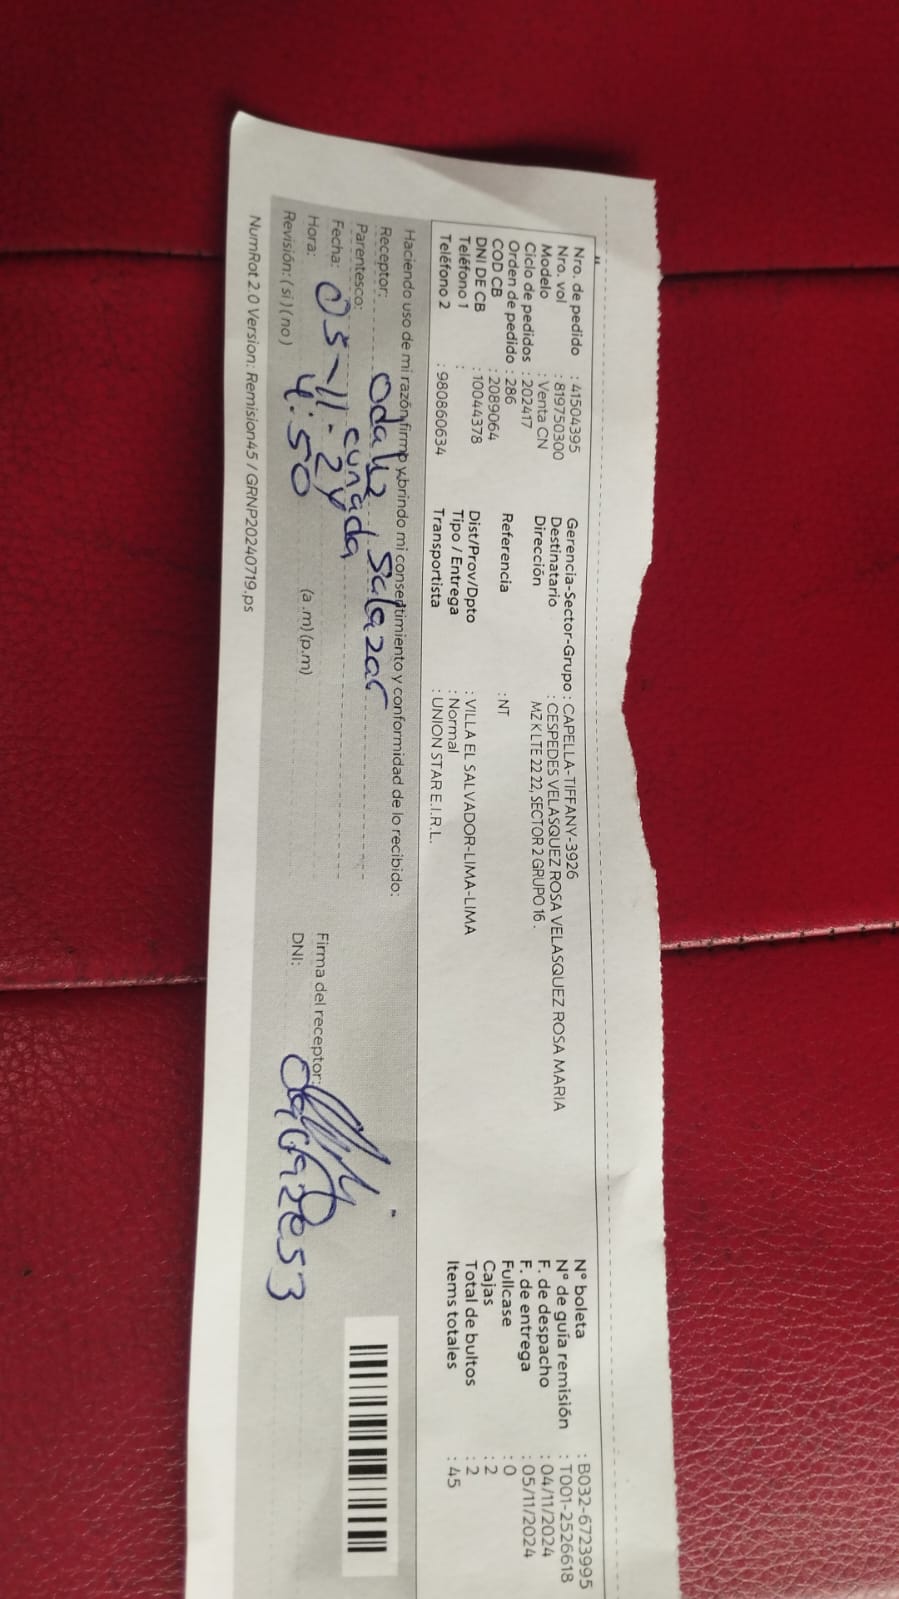 Nro. de pedido : 41504395
Nro. vol : 819750300
Modelo : Venta CN
Ciclo de pedidos : 202417
Orden de pedido : 286
COD CB : 2089064
DNI DE CB : 10044378
Teléfono 1 :
Teléfono 2 : 980860634
Gerencia-Sector-Grupo : CAPELLA-TIFFANY-3926
Destinatario : CESPEDES VELASQUEZ ROSA VELASQUEZ ROSA MARIA
Dirección MZ K LTE 22 22, SECTOR 2 GRUPO 16 .
Referencia : NT
Dist/Prov/Dpto : VILLA EL SALVADOR-LIMA-LIMA
Tipo / Entrega : Normal
Transportista : UNION STAR E.I.R.L.
N° boleta : B032-6723995
N° de guía remisión : T001-2526618
F. de despacho : 04/11/2024
F. de entrega : 05/11/2024
Fullcase : 0
Cajas : 2
Total de bultos : 2
Items totales : 45
Haciendo uso de mi razón firmo y brindo mi consentimiento y conformidad de lo recibido:
Receptor: Odaliz Salazar
Parentesco: cuñada
Fecha: 05-11-24
Hora: 4:50 (a .m) (p.m)
Revisión: ( si ) ( no )
Firma del receptor:
DNI:
NumRot 2.0 Version: Remision45 / GRNP20240719.ps